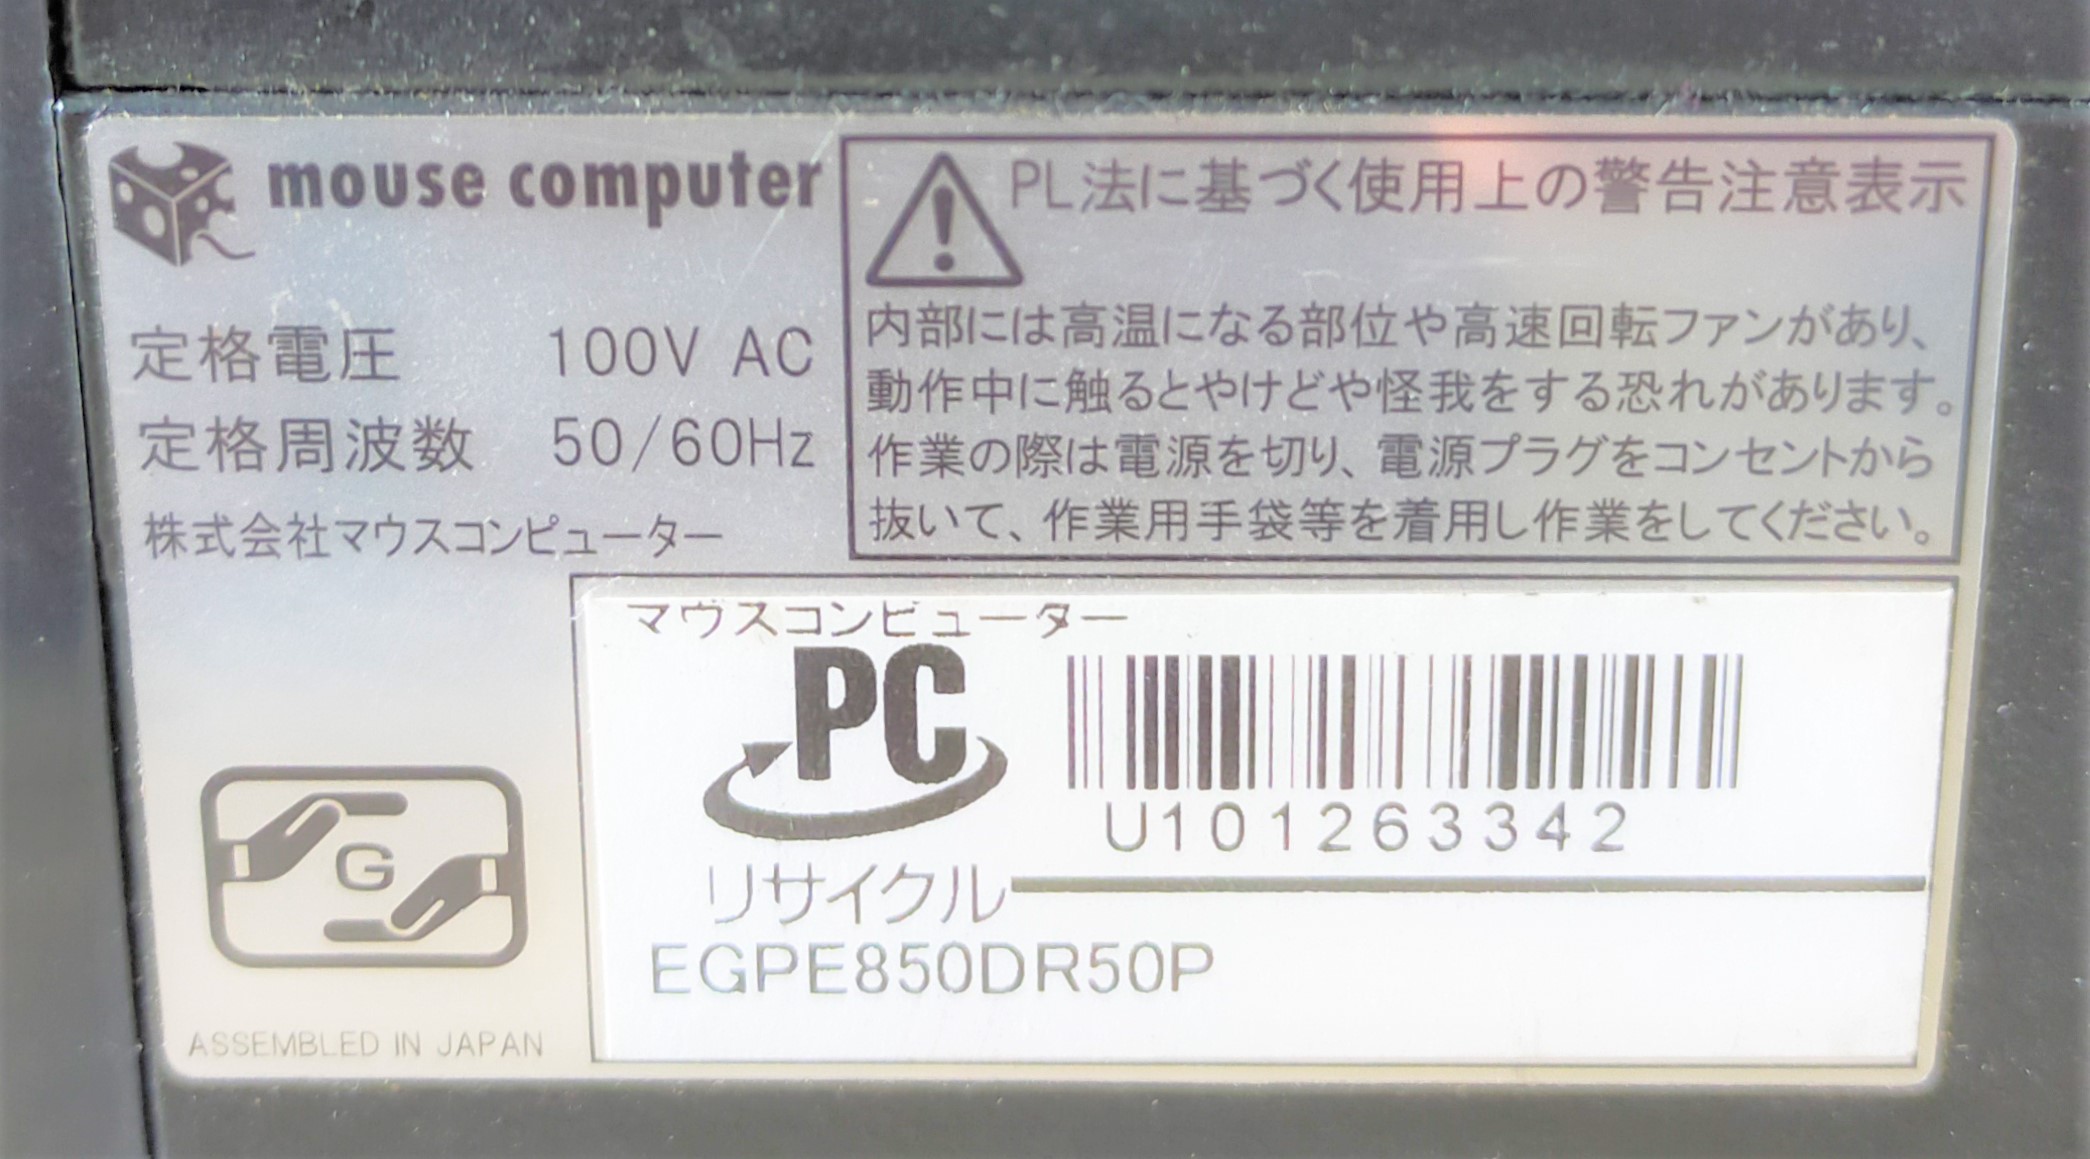 mouse computer
定格電圧 100V AC
定格周波数 50/60Hz
株式会社マウスコンピューター
PL法に基づく使用上の警告注意表示
内部には高温になる部位や高速回転ファンがあり、
動作中に触るとやけどや怪我をする恐れがあります。
作業の際は電源を切り、電源プラグをコンセントから
抜いて、作業用手袋等を着用し作業をしてください。
マウスコンピューター
PC
リサイクル
U101263342
EGPE850DR50P
G
ASSEMBLED IN JAPAN